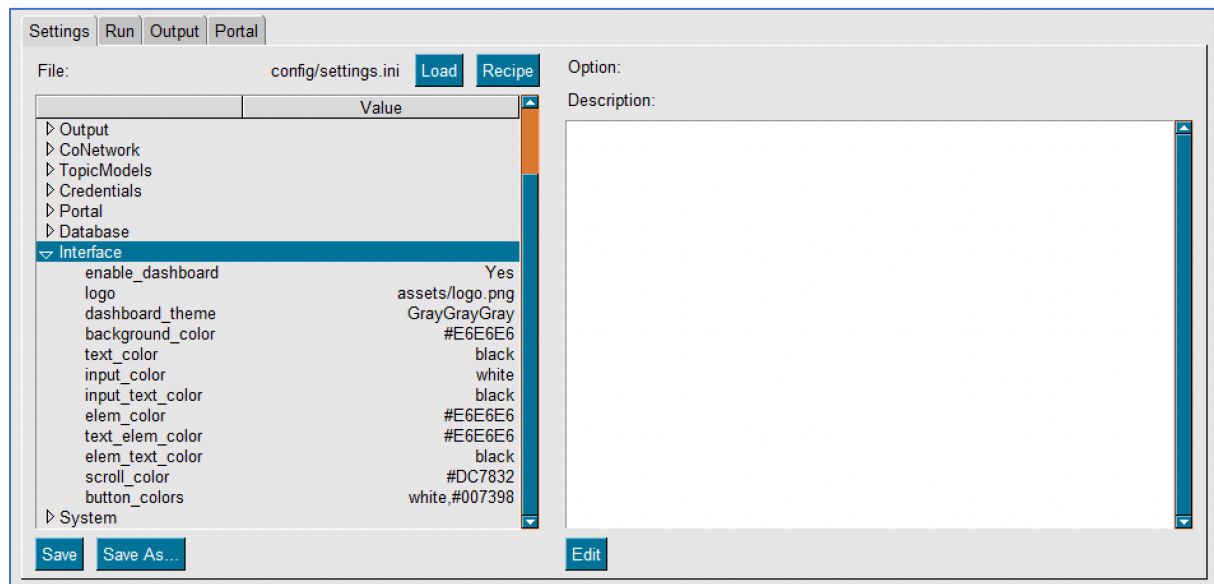 Settings Run Output Portal
File: config/settings.ini Load Recipe Option:
Description:
Value
Output
CoNetwork
TopicModels
Credentials
Portal
Database
Interface
enable_dashboard Yes
logo assets/logo.png
dashboard_theme GrayGrayGray
background_color #E6E6E6
text_color black
input_color white
input_text_color black
elem_color #E6E6E6
text_elem_color #E6E6E6
elem_text_color black
scroll_color #DC7832
button_colors white,#007398
System
Save Save As... Edit